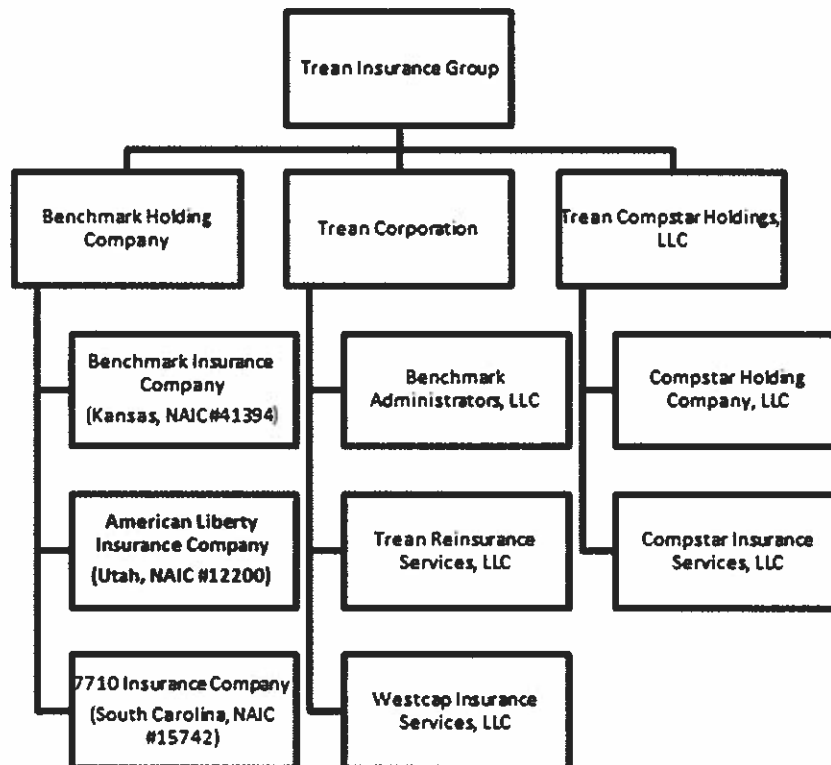 Trean Insurance Group
Benchmark Holding
Company
Trean Corporation
Trean Compstar Holdings,
LLC
Benchmark Insurance
Company
(Kansas, NAIC#41394)
Benchmark
Administrators, LLC
Compstar Holding
Company, LLC
American Liberty
Insurance Company
(Utah, NAIC #12200)
Trean Reinsurance
Services, LLC
Compstar Insurance
Services, LLC
7710 Insurance Company
(South Carolina, NAIC
#15742)
Westcap Insurance
Services, LLC